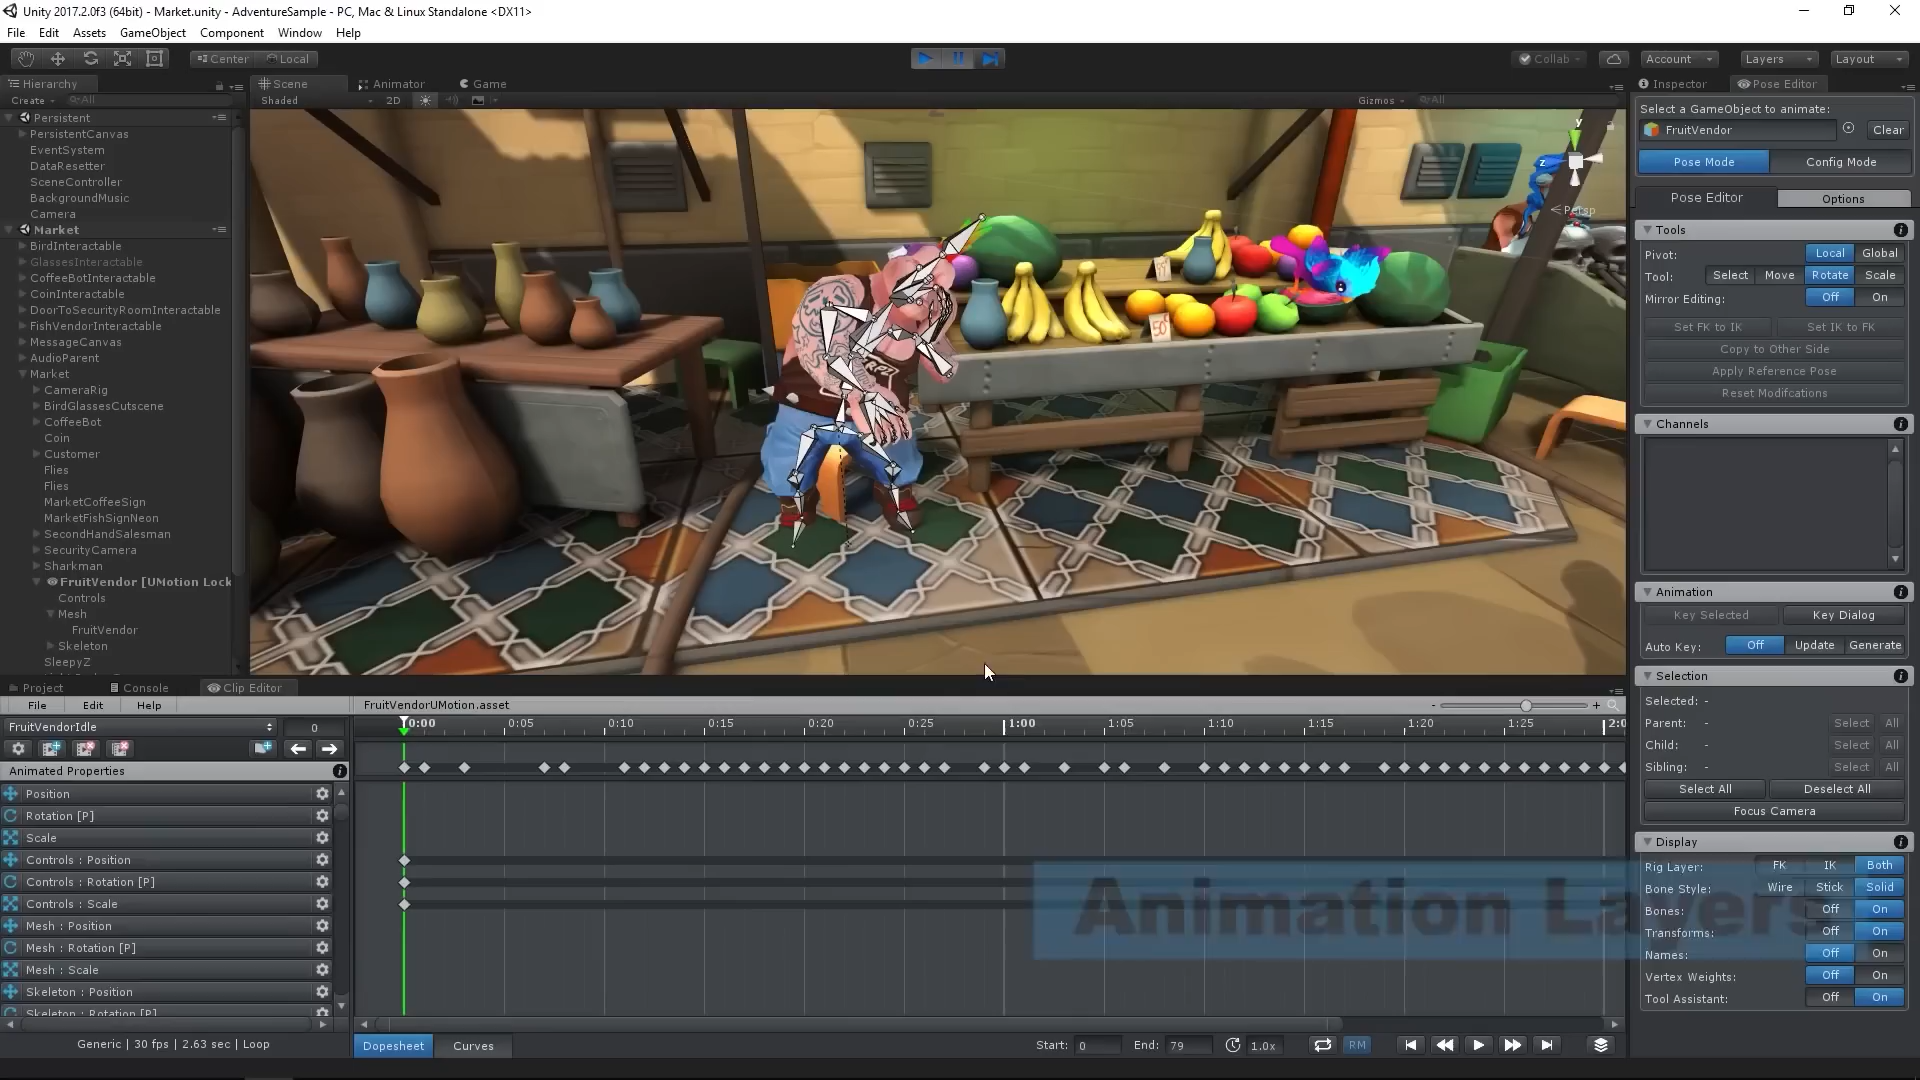 Unity 2017.2.0f3 (64bit) - Market.unity - AdventureSample - PC, Mac & Linux Standalone <DX11>
File Edit Assets GameObject Component Window Help
Center Local
Collab Account Layers Layout
Hierarchy
Create All
Persistent
PersistentCanvas
EventSystem
DataResetter
SceneController
BackgroundMusic
Camera
Market
BirdInteractable
GlassesInteractable
CoffeeBotInteractable
CoinInteractable
DoorToSecurityRoomInteractable
FishVendorInteractable
MessageCanvas
AudioParent
Market
CameraRig
BirdGlassesCutscene
CoffeeBot
Coin
Customer
Flies
Flies
MarketCoffeeSign
MarketFishSignNeon
SecondHandSalesman
SecurityCamera
Sharkman
FruitVendor [UMotion Lock
Controls
Mesh
FruitVendor
Skeleton
SleepyZ
Scene Animator Game
Shaded 2D Gizmos All
y
z
Persp
50
Inspector Pose Editor
Select a GameObject to animate:
FruitVendor Clear
Pose Mode Config Mode
Pose Editor Options
Tools
Pivot: Local Global
Tool: Select Move Rotate Scale
Mirror Editing: Off On
Set FK to IK Set IK to FK
Copy to Other Side
Apply Reference Pose
Reset Modifcations
Channels
Animation
Key Selected Key Dialog
Auto Key: Off Update Generate
Selection
Selected: -
Parent: - Select All
Child: - Select All
Sibling: - Select All
Select All Deselect All
Focus Camera
Display
Rig Layer: FK IK Both
Bone Style: Wire Stick Solid
Bones: Off On
Transforms: Off On
Names: Off On
Vertex Weights: Off On
Tool Assistant: Off On
Project Console Clip Editor
File Edit Help
FruitVendorUMotion.asset
- +
FruitVendorIdle 0
0:00 0:05 0:10 0:15 0:20 0:25 1:00 1:05 1:10 1:15 1:20 1:25 2:0
Animated Properties
Position
Rotation [P]
Scale
Controls : Position
Controls : Rotation [P]
Controls : Scale
Mesh : Position
Mesh : Rotation [P]
Mesh : Scale
Skeleton : Position
Skeleton : Rotation [P]
Animation Layers
Generic | 30 fps | 2.63 sec | Loop
Dopesheet Curves
Start: 0 End: 79 1.0x RM